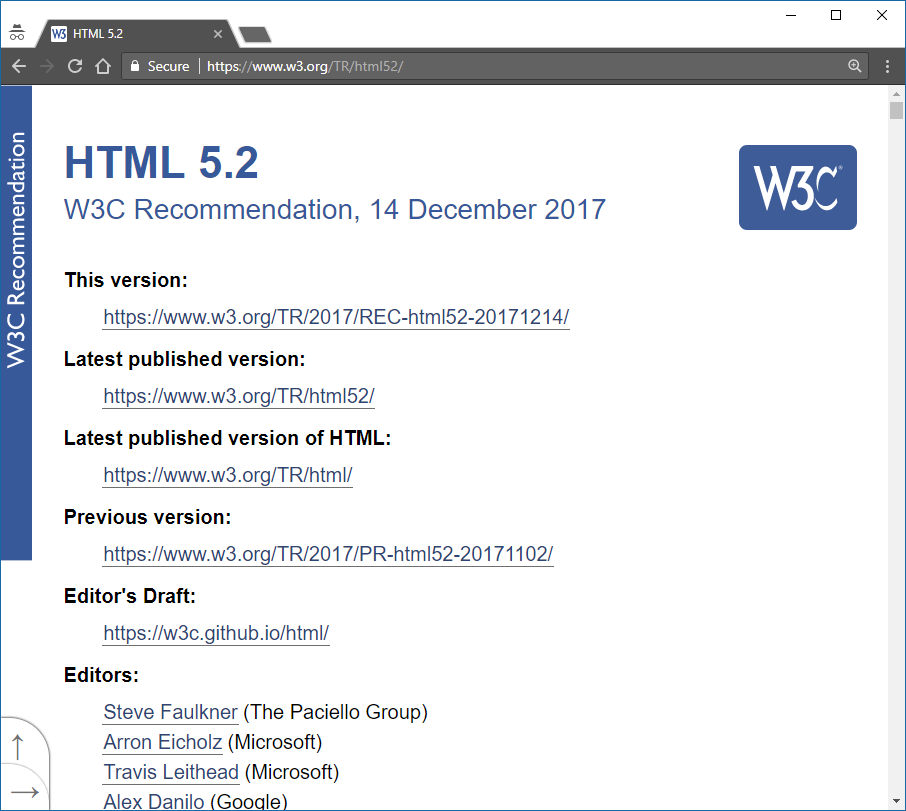 HTML 5.2
Secure https://www.w3.org/TR/html52/
W3C Recommendation
HTML 5.2
W3C Recommendation, 14 December 2017
W3C
This version:
https://www.w3.org/TR/2017/REC-html52-20171214/
Latest published version:
https://www.w3.org/TR/html52/
Latest published version of HTML:
https://www.w3.org/TR/html/
Previous version:
https://www.w3.org/TR/2017/PR-html52-20171102/
Editor's Draft:
https://w3c.github.io/html/
Editors:
Steve Faulkner (The Paciello Group)
Arron Eicholz (Microsoft)
Travis Leithead (Microsoft)
Alex Danilo (Google)